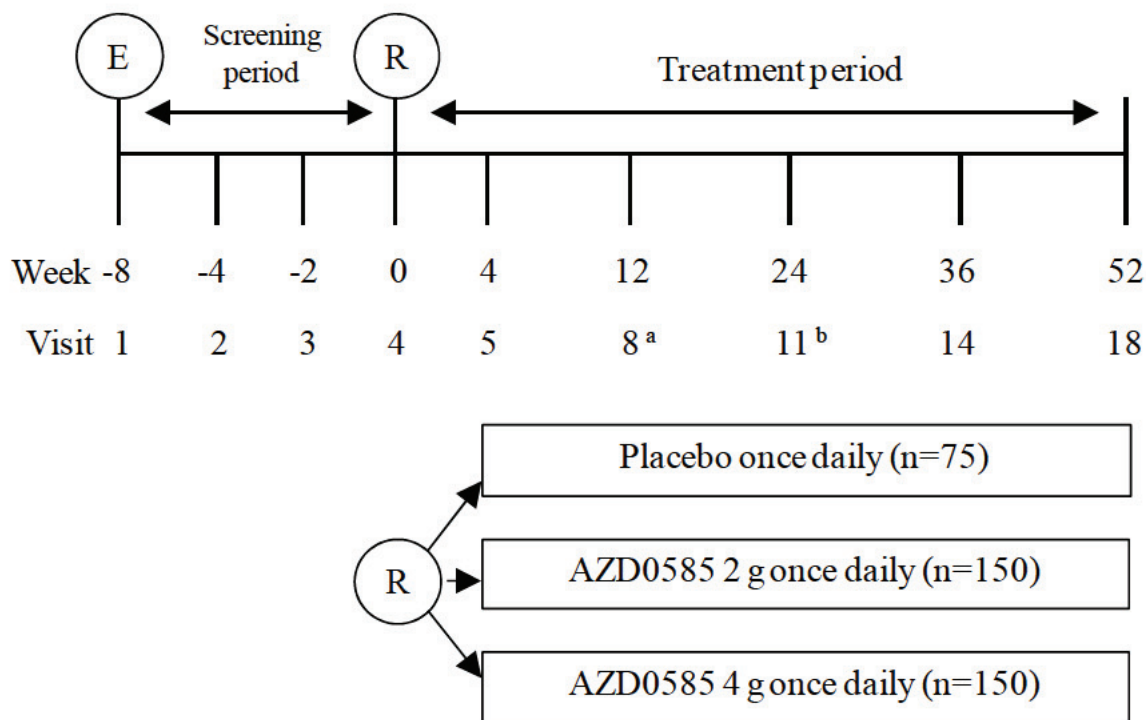 E
Screening
period
R
Treatment period
Week -8 -4 -2 0 4 12 24 36 52
Visit 1 2 3 4 5 8 a 11 b 14 18
Placebo once daily (n=75)
R
AZD0585 2 g once daily (n=150)
AZD0585 4 g once daily (n=150)